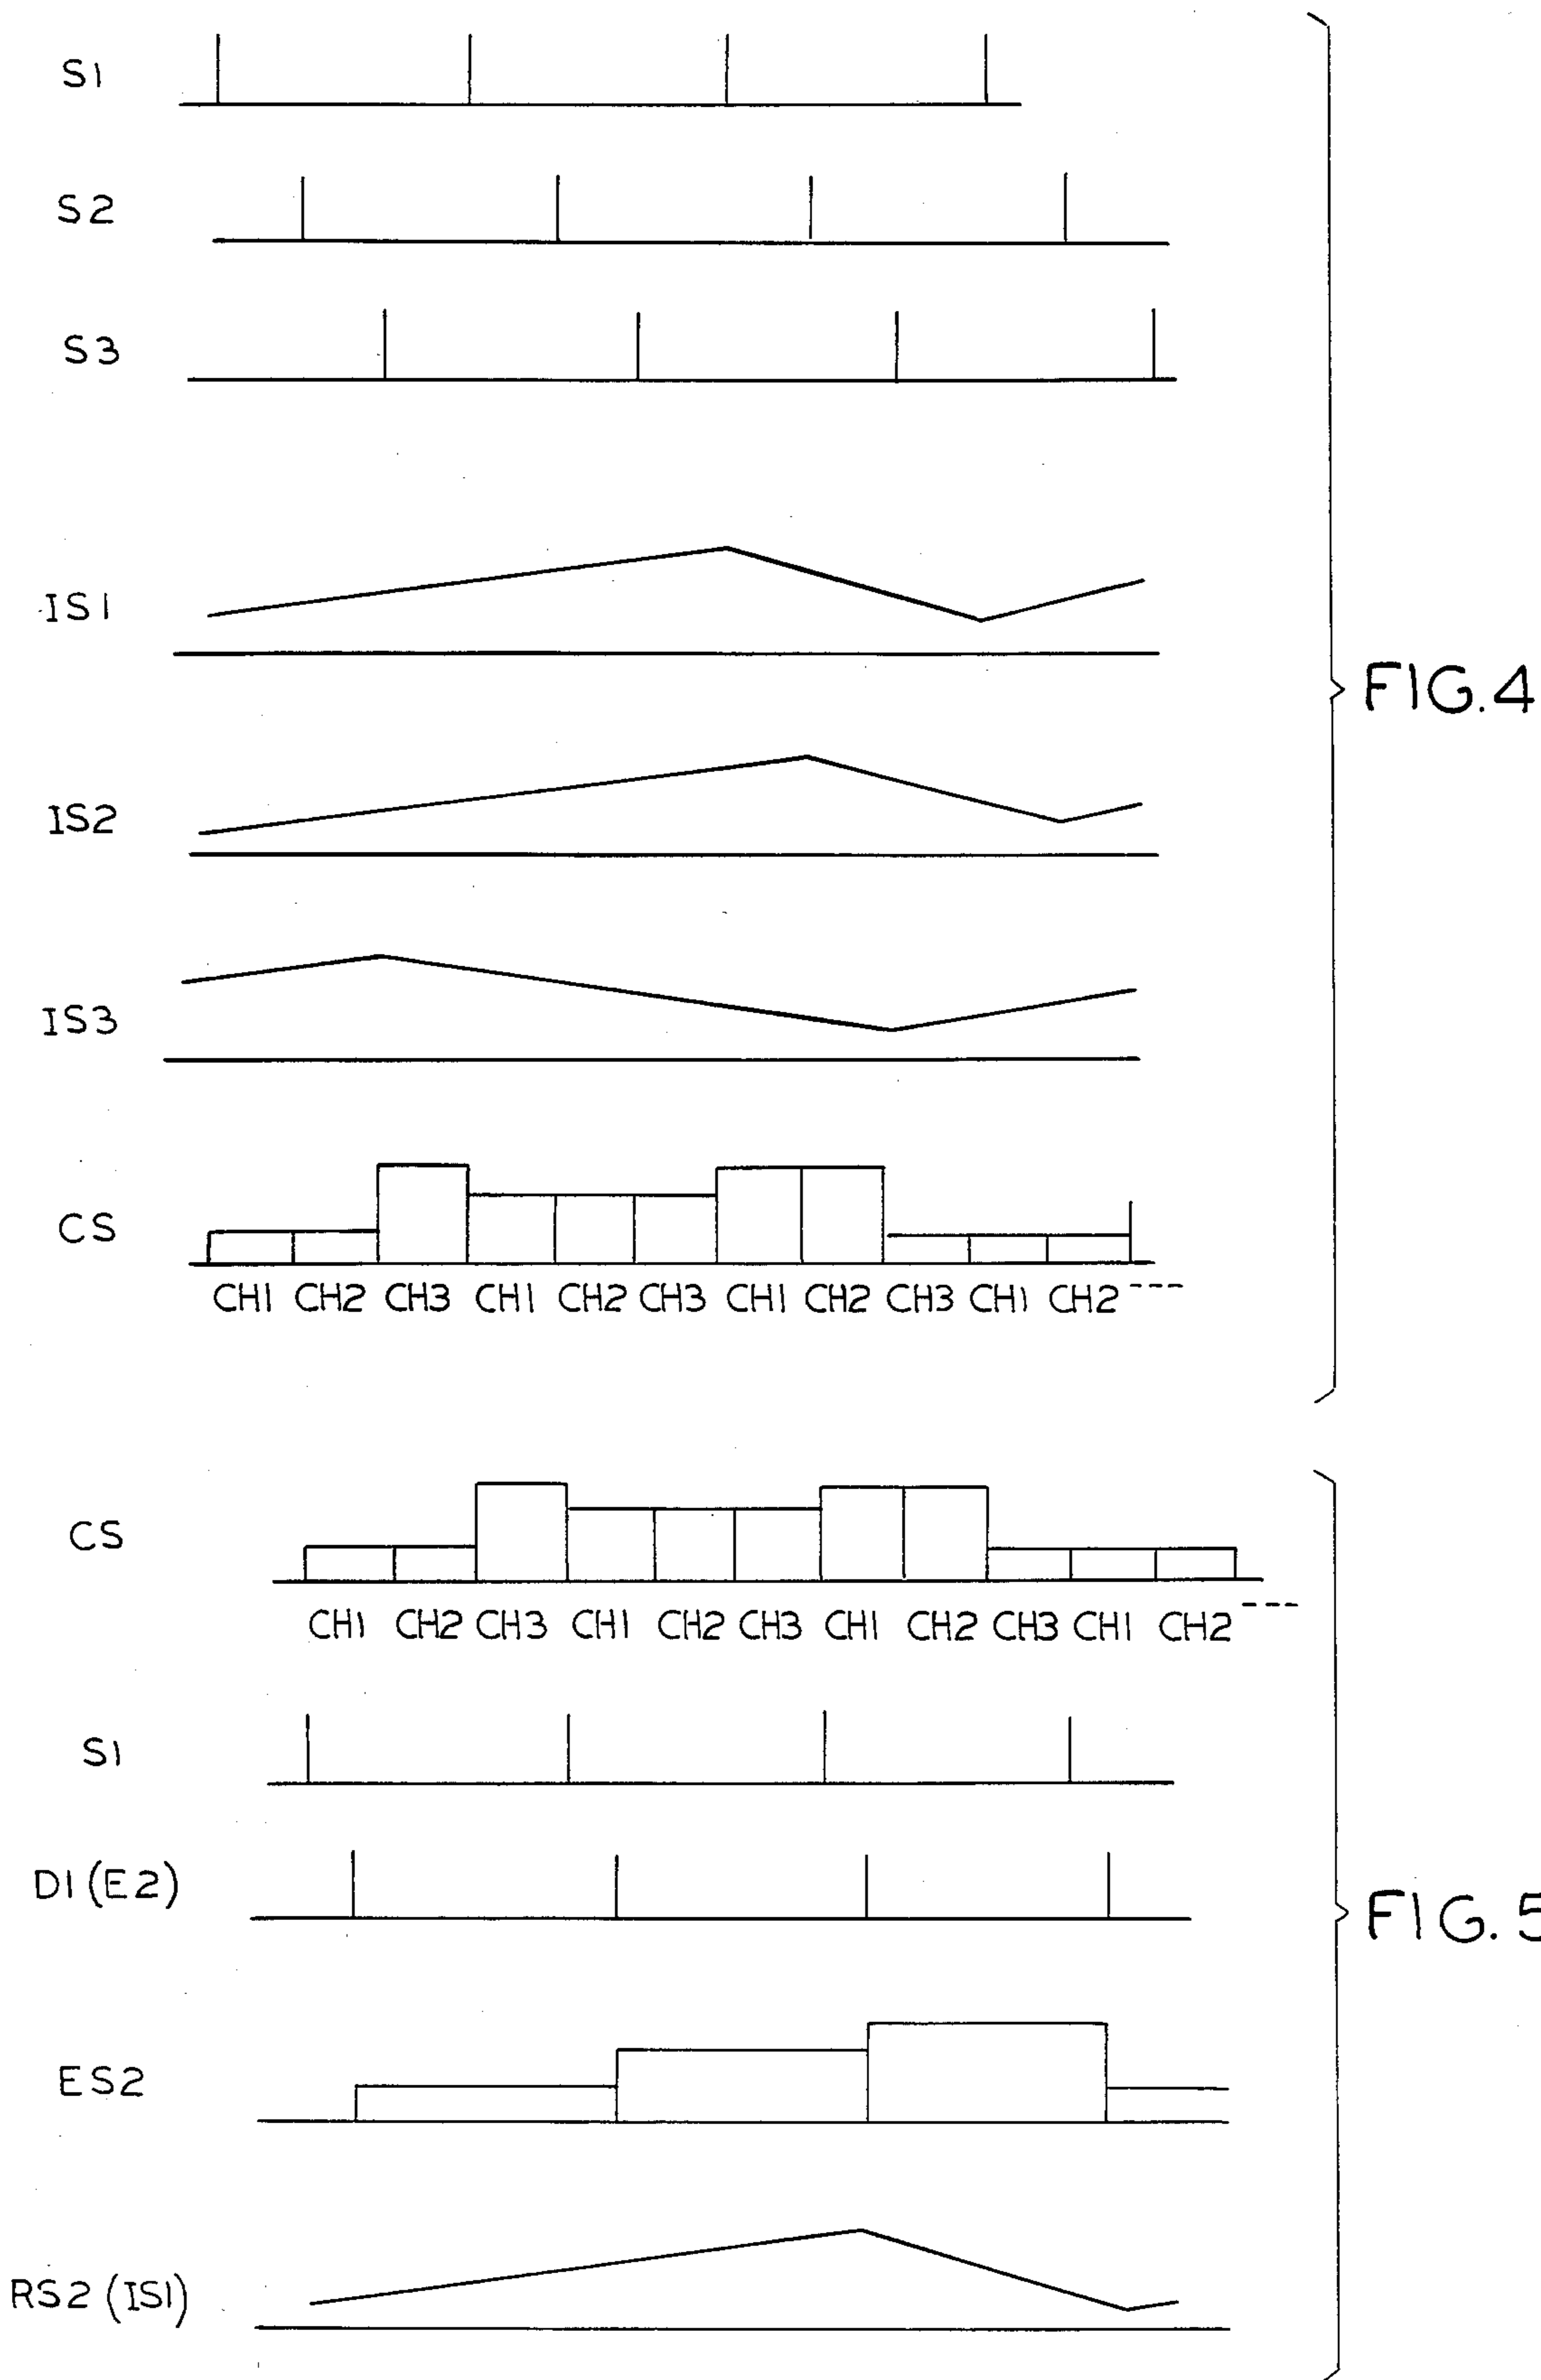 S1
S2
S3
IS1
FIG.4
IS2
IS3
CS
CH1 CH2 CH3 CH1 CH2 CH3 CH1 CH2 CH3 CH1 CH2 ---
CS
CH1 CH2 CH3 CH1 CH2 CH3 CH1 CH2 CH3 CH1 CH2 ---
S1
D1(E2)
FIG.5
ES2
RS2(IS1)